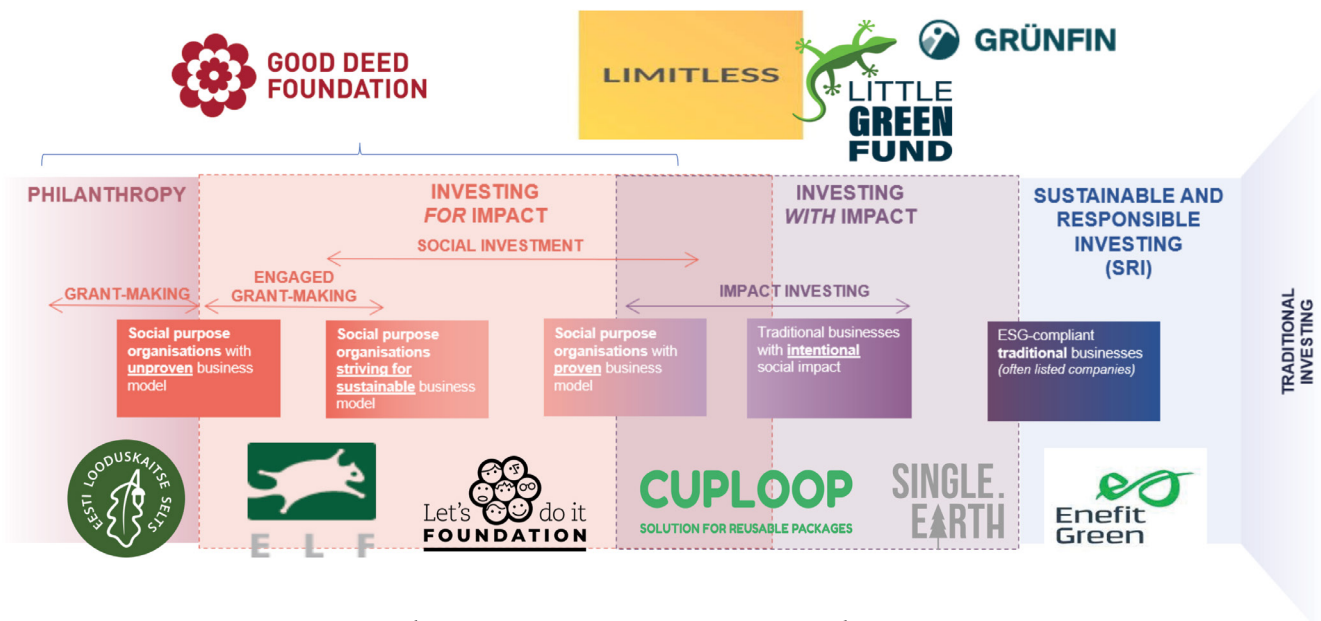 GOOD DEED
FOUNDATION
LIMITLESS
LITTLE
GREEN
FUND
GRÜNFIN
PHILANTHROPY
INVESTING
FOR IMPACT
INVESTING
WITH IMPACT
SUSTAINABLE AND
RESPONSIBLE
INVESTING
(SRI)
TRADITIONAL
INVESTING
SOCIAL INVESTMENT
GRANT-MAKING
ENGAGED
GRANT-MAKING
IMPACT INVESTING
Social purpose
organisations with
unproven business
model
Social purpose
organisations
striving for
sustainable business
model
Social purpose
organisations with
proven business
model
Traditional businesses
with intentional
social impact
ESG-compliant
traditional businesses
(often listed companies)
EESTI LOODUSKAITSE SELTS
ELF
Let's do it
FOUNDATION
CUPLOOP
SOLUTION FOR REUSABLE PACKAGES
SINGLE.
EARTH
Enefit
Green